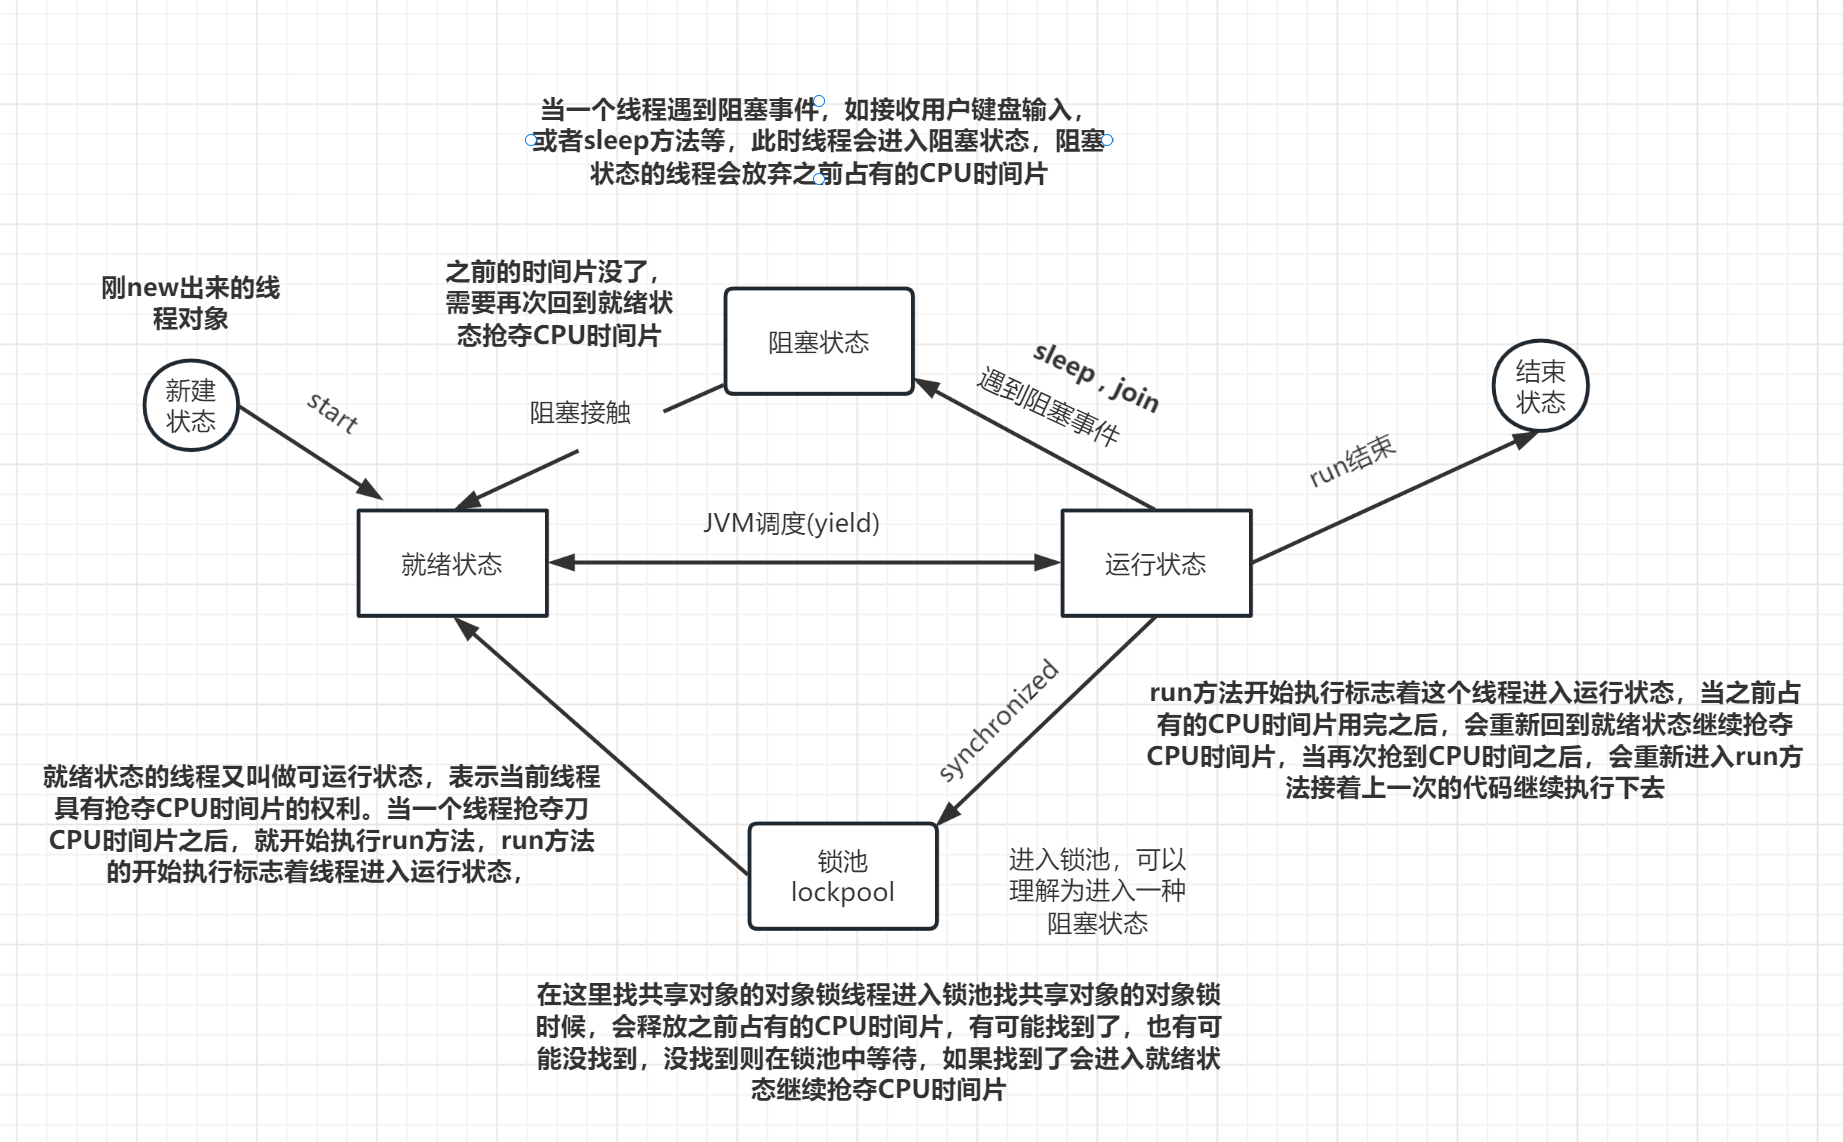 当一个线程遇到阻塞事件，如接收用户键盘输入，
或者sleep方法等，此时线程会进入阻塞状态，阻塞
状态的线程会放弃之前占有的CPU时间片
刚new出来的线
程对象
之前的时间片没了，
需要再次回到就绪状
态抢夺CPU时间片
新建
状态
start
阻塞状态
阻塞接触
sleep , join
遇到阻塞事件
结束
状态
run结束
就绪状态
JVM调度(yield)
运行状态
synchronized
run方法开始执行标志着这个线程进入运行状态，当之前占
有的CPU时间片用完之后，会重新回到就绪状态继续抢夺
CPU时间片，当再次抢到CPU时间之后，会重新进入run方
法接着上一次的代码继续执行下去
就绪状态的线程又叫做可运行状态，表示当前线程
具有抢夺CPU时间片的权利。当一个线程抢夺刀
CPU时间片之后，就开始执行run方法，run方法
的开始执行标志着线程进入运行状态，
锁池
lockpool
进入锁池，可以
理解为进入一种
阻塞状态
在这里找共享对象的对象锁线程进入锁池找共享对象的对象锁
时候，会释放之前占有的CPU时间片，有可能找到了，也有可
能没找到，没找到则在锁池中等待，如果找到了会进入就绪状
态继续抢夺CPU时间片